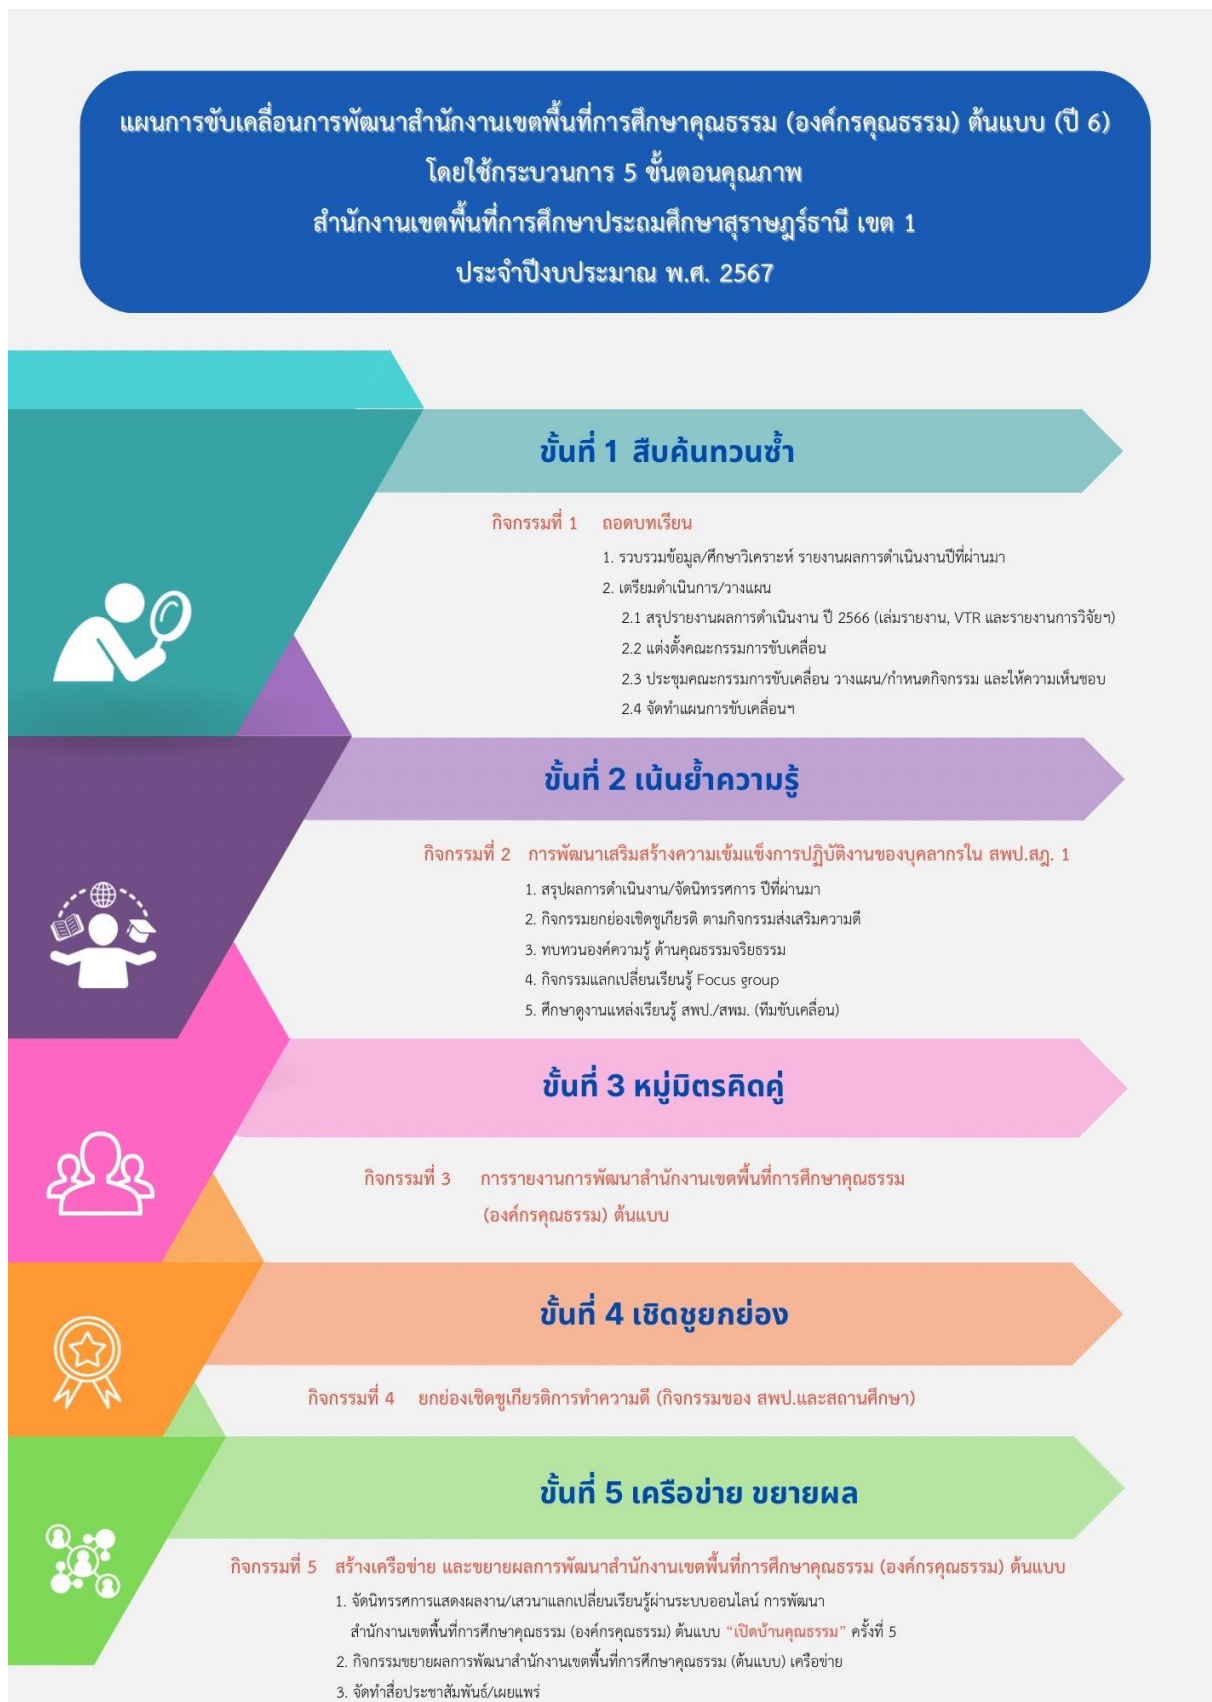 แผนการขับเคลื่อนการพัฒนาสำนักงานเขตพื้นที่การศึกษาคุณธรรม (องค์กรคุณธรรม) ต้นแบบ (ปี 6)
โดยใช้กระบวนการ 5 ขั้นตอนคุณภาพ
สำนักงานเขตพื้นที่การศึกษาประถมศึกษาสุราษฎร์ธานี เขต 1
ประจำปีงบประมาณ พ.ศ. 2567
ขั้นที่ 1 สืบค้นทวนซ้ำ
กิจกรรมที่ 1 ถอดบทเรียน
1. รวบรวมข้อมูล/ศึกษาวิเคราะห์ รายงานผลการดำเนินงานปีที่ผ่านมา
2. เตรียมดำเนินการ/วางแผน
2.1 สรุปรายงานผลการดำเนินงาน ปี 2566 (เล่มรายงาน, VTR และรายงานการวิจัยฯ)
2.2 แต่งตั้งคณะกรรมการขับเคลื่อน
2.3 ประชุมคณะกรรมการขับเคลื่อน วางแผน/กำหนดกิจกรรม และให้ความเห็นชอบ
2.4 จัดทำแผนการขับเคลื่อนฯ
ขั้นที่ 2 เน้นย้ำความรู้
กิจกรรมที่ 2 การพัฒนาเสริมสร้างความเข้มแข็งการปฏิบัติงานของบุคลากรใน สพป.สฎ. 1
1. สรุปผลการดำเนินงาน/จัดนิทรรศการ ปีที่ผ่านมา
2. กิจกรรมยกย่องเชิดชูเกียรติ ตามกิจกรรมส่งเสริมความดี
3. ทบทวนองค์ความรู้ ด้านคุณธรรมจริยธรรม
4. กิจกรรมแลกเปลี่ยนเรียนรู้ Focus group
5. ศึกษาดูงานแหล่งเรียนรู้ สพป./สพม. (ทีมขับเคลื่อน)
ขั้นที่ 3 หมู่มิตรคิดคู่
กิจกรรมที่ 3 การรายงานการพัฒนาสำนักงานเขตพื้นที่การศึกษาคุณธรรม
(องค์กรคุณธรรม) ต้นแบบ
ขั้นที่ 4 เชิดชูยกย่อง
กิจกรรมที่ 4 ยกย่องเชิดชูเกียรติการทำความดี (กิจกรรมของ สพป.และสถานศึกษา)
ขั้นที่ 5 เครือข่าย ขยายผล
กิจกรรมที่ 5 สร้างเครือข่าย และขยายผลการพัฒนาสำนักงานเขตพื้นที่การศึกษาคุณธรรม (องค์กรคุณธรรม) ต้นแบบ
1. จัดนิทรรศการแสดงผลงาน/เสวนาแลกเปลี่ยนเรียนรู้ผ่านระบบออนไลน์ การพัฒนา
สำนักงานเขตพื้นที่การศึกษาคุณธรรม (องค์กรคุณธรรม) ต้นแบบ “เปิดบ้านคุณธรรม” ครั้งที่ 5
2. กิจกรรมขยายผลการพัฒนาสำนักงานเขตพื้นที่การศึกษาคุณธรรม (ต้นแบบ) เครือข่าย
3. จัดทำสื่อประชาสัมพันธ์/เผยแพร่